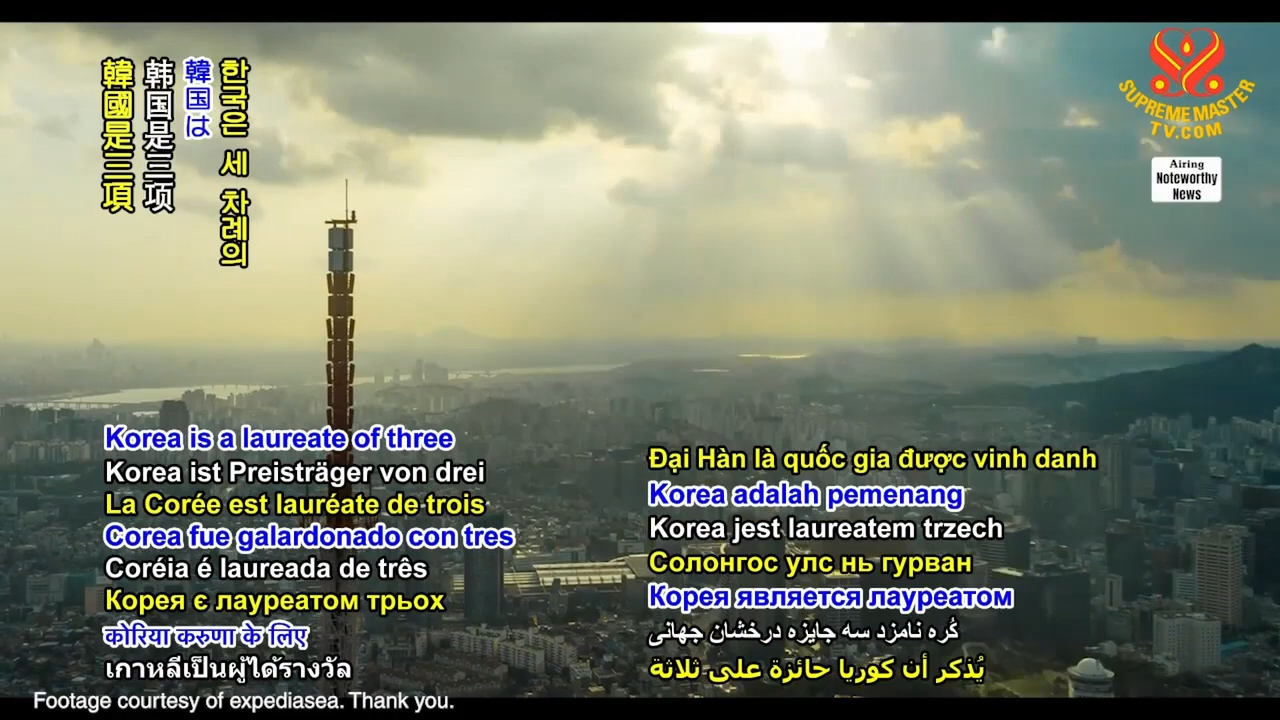 韓國是三項
韩国是三项
韓国は
한국은 세 차례의
SUPREME MASTER
TV.COM
Airing
Noteworthy
News
Korea is a laureate of three
Korea ist Preisträger von drei
La Corée est lauréate de trois
Corea fue galardonado con tres
Coréia é laureada de três
Корея є лауреатом трьох
कोरिया करुणा के लिए
เกาหลีเป็นผู้ได้รางวัล
Đại Hàn là quốc gia được vinh danh
Korea adalah pemenang
Korea jest laureatem trzech
Солонгос улс нь гурван
Корея является лауреатом
کُره نامزد سه جایزه درخشان جهانی
يُذكر أن كوريا حائزة على ثلاثة
Footage courtesy of expediasea. Thank you.